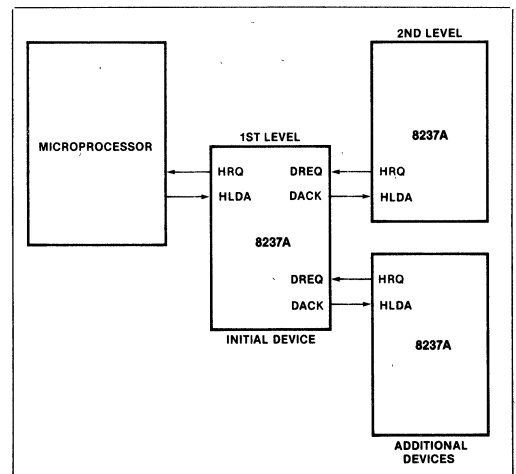 2ND LEVEL
8237A
HRQ
HLDA
MICROPROCESSOR
1ST LEVEL
HRQ DREQ
HLDA DACK
8237A
DREQ
DACK
INITIAL DEVICE
HRQ
HLDA
8237A
ADDITIONAL
DEVICES